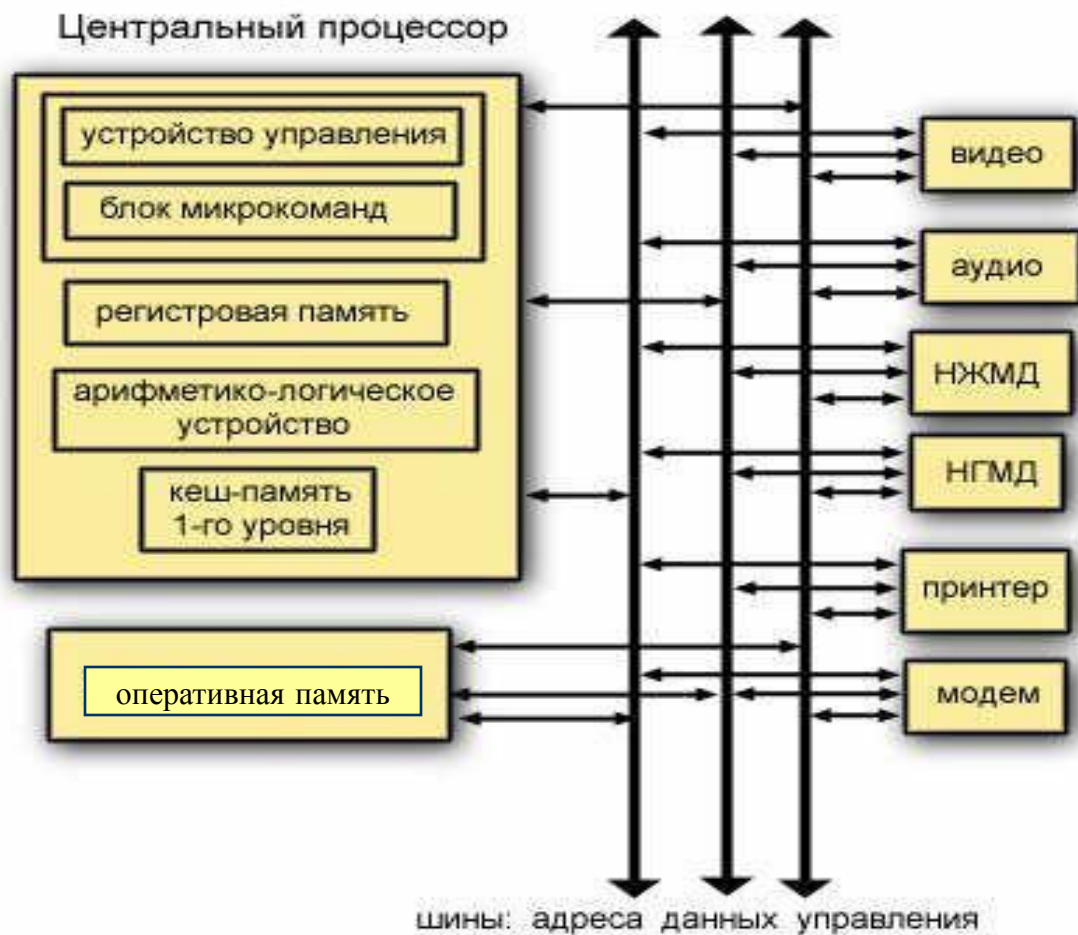 Центральный процессор
устройство управления
блок микрокоманд
регистровая память
арифметико-логическое
устройство
кеш-память
1-го уровня
оперативная память
видео
аудио
НЖМД
НГМД
принтер
модем
шины: адреса данных управления